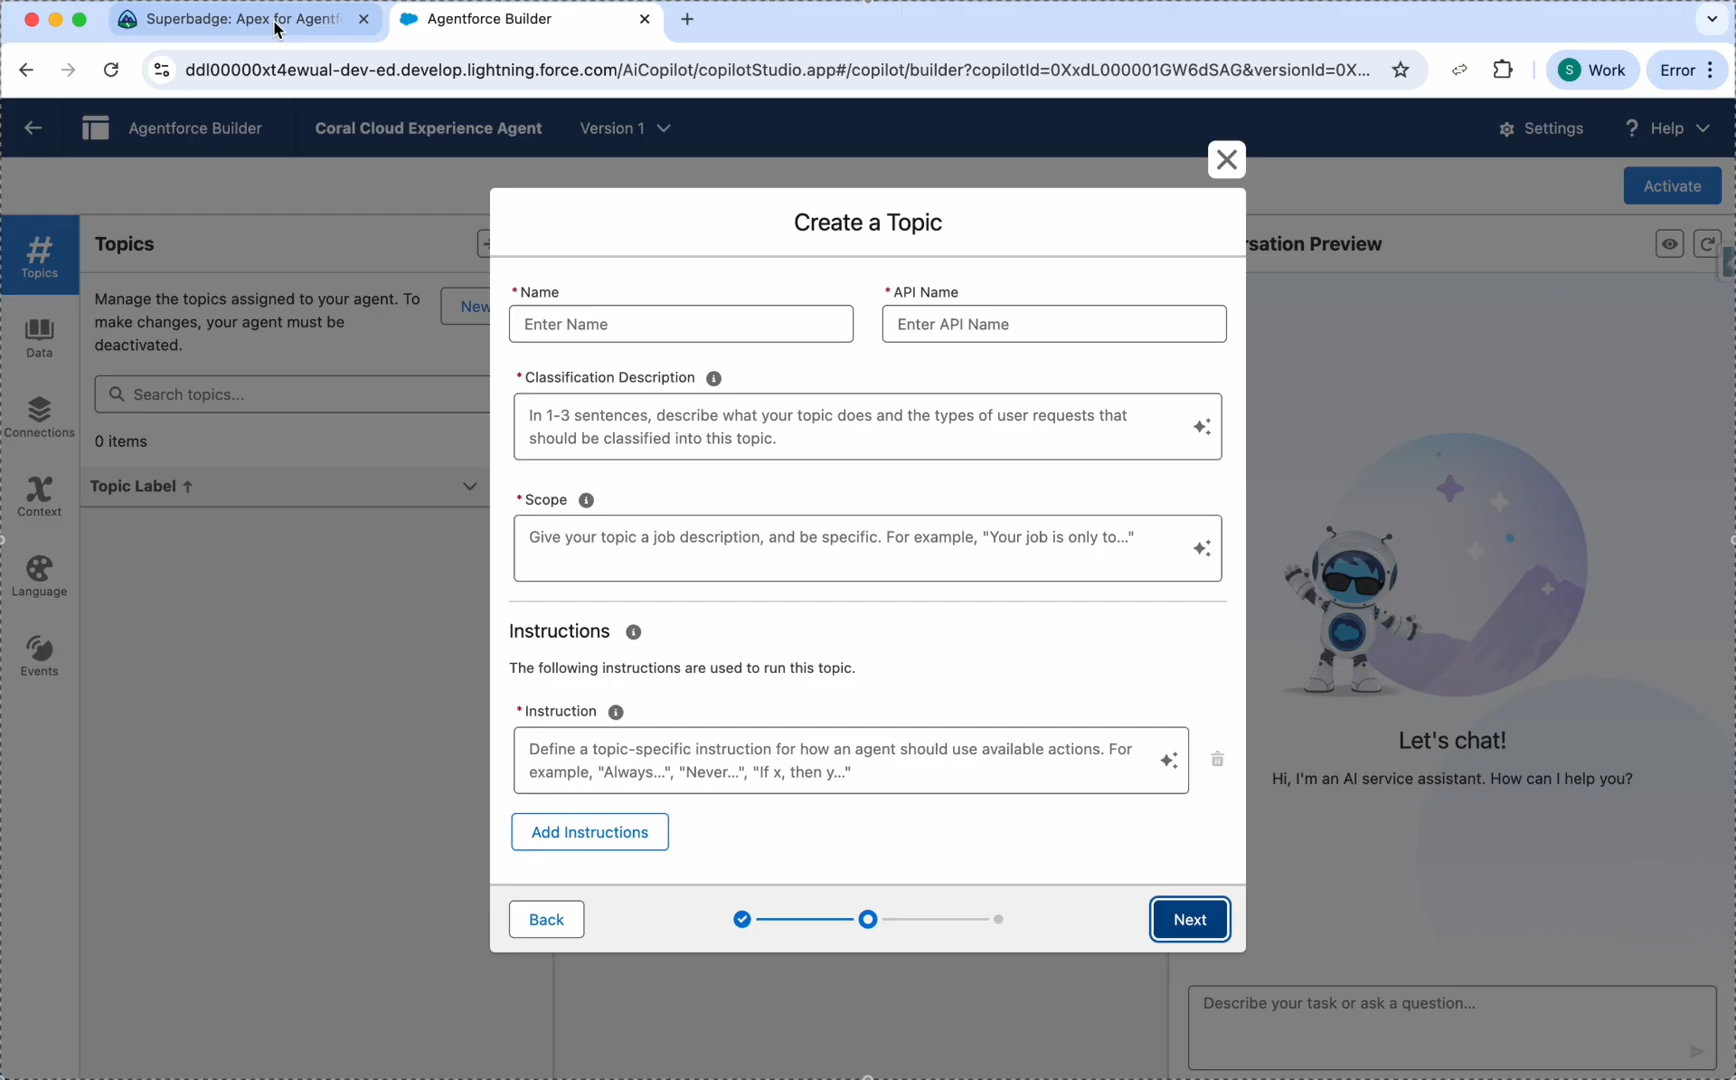 Superbadge: Apex for Agentf
Agentforce Builder
ddl00000xt4ewual-dev-ed.develop.lightning.force.com/AiCopilot/copilotStudio.app#/copilot/builder?copilotId=0XxdL000001GW6dSAG&versionId=0X...
S Work
Error
Agentforce Builder
Coral Cloud Experience Agent
Version 1
Settings
? Help
Activate
# Topics
Data
Connections
Context
Language
Events
Topics
Manage the topics assigned to your agent. To
make changes, your agent must be
deactivated.
New
Search topics...
0 items
Topic Label ↑
Create a Topic
* Name
Enter Name
* API Name
Enter API Name
* Classification Description
In 1-3 sentences, describe what your topic does and the types of user requests that
should be classified into this topic.
* Scope
Give your topic a job description, and be specific. For example, "Your job is only to..."
Instructions
The following instructions are used to run this topic.
* Instruction
Define a topic-specific instruction for how an agent should use available actions. For
example, "Always...", "Never...", "If x, then y..."
Add Instructions
Back
Next
rsation Preview
Let's chat!
Hi, I'm an AI service assistant. How can I help you?
Describe your task or ask a question...